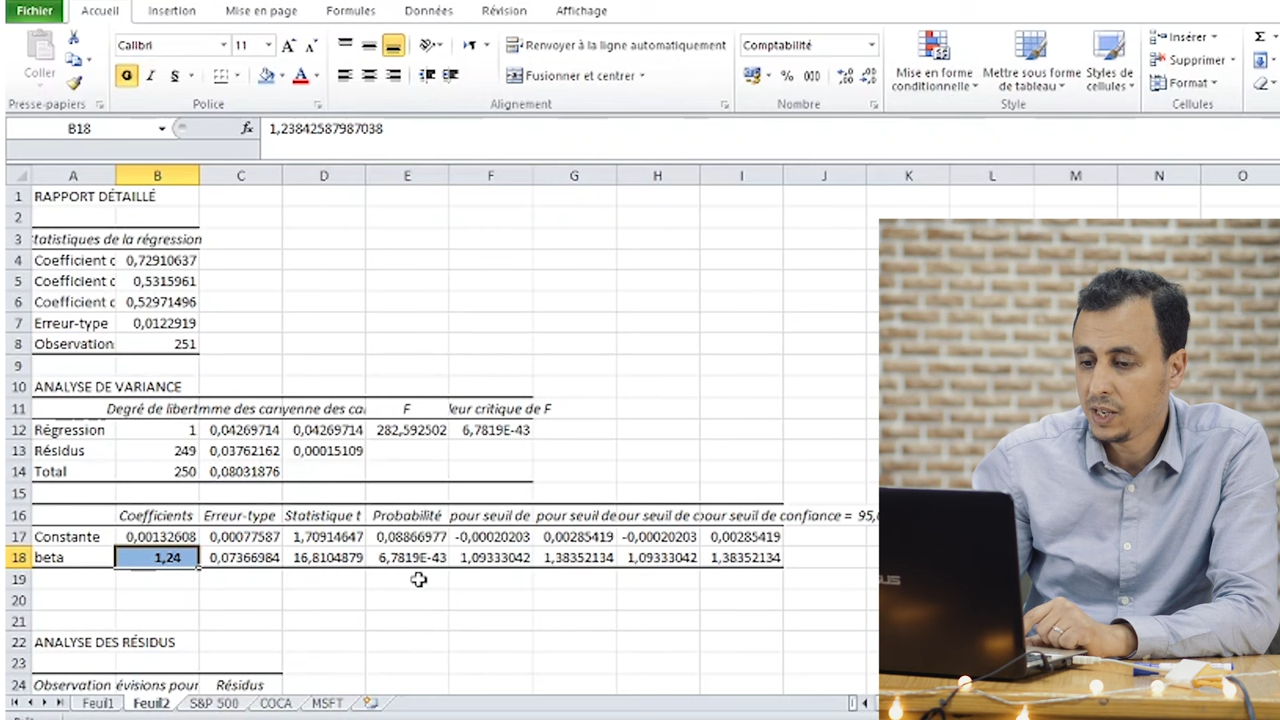 Fichier Accueil Insertion Mise en page Formules Données Révision Affichage
Calibri 11 Renvoyer à la ligne automatiquement Comptabilité Insérer
Coller G I S Fusionner et centrer % 000 Mise en forme conditionnelle Mettre sous forme de tableau Styles de cellules Supprimer
Format
Presse-papiers Police Alignement Nombre Style Cellules
B18 fx 1,23842587987038
A B C D E F G H I J K L M N O
1 RAPPORT DÉTAILLÉ
2
3 tatistiques de la régression
4 Coefficient c 0,72910637
5 Coefficient c 0,5315961
6 Coefficient c 0,52971496
7 Erreur-type 0,0122919
8 Observation 251
9
10 ANALYSE DE VARIANCE
11 Degré de libert mme des car yenne des ca F leur critique de F
12 Régression 1 0,04269714 0,04269714 282,592502 6,7819E-43
13 Résidus 249 0,03762162 0,00015109
14 Total 250 0,08031876
15
16 Coefficients Erreur-type Statistique t Probabilité pour seuil de pour seuil de our seuil de c pour seuil de confiance = 95,
17 Constante 0,00132608 0,00077587 1,70914647 0,08866977 -0,00020203 0,00285419 -0,00020203 0,00285419
18 beta 1,24 0,07366984 16,8104879 6,7819E-43 1,09333042 1,38352134 1,09333042 1,38352134
19
20
21
22 ANALYSE DES RÉSIDUS
23
24 Observation évisions pour Résidus
Feuil1 Feuil2 S&P 500 COCA MSFT